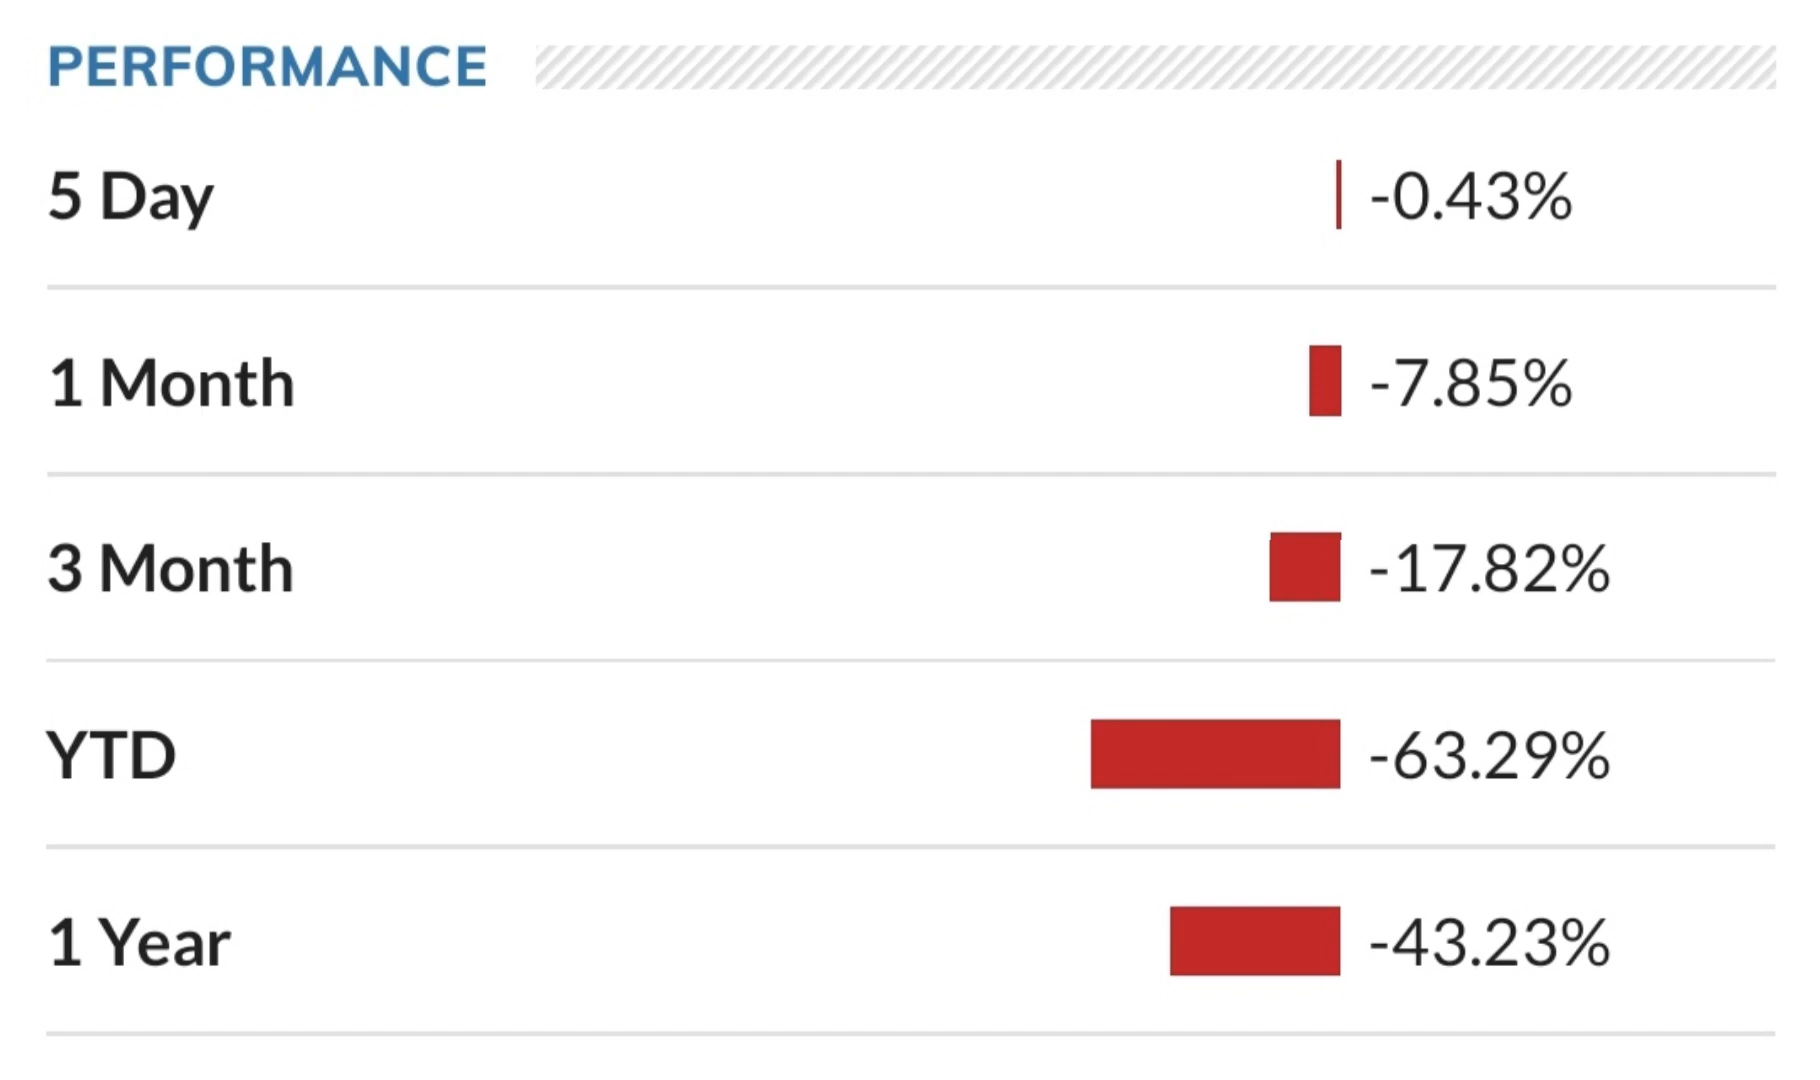 PERFORMANCE
5 Day -0.43%
1 Month -7.85%
3 Month -17.82%
YTD -63.29%
1 Year -43.23%